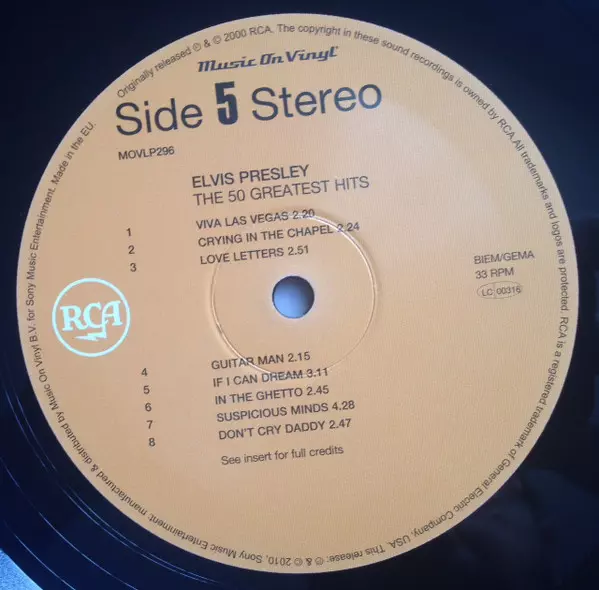 Originally released ℗ & © 2000 RCA. The copyright in these sound recordings is owned by RCA. All trademarks and logos are protected. RCA is a registered trademark of General Electric Company, USA. This release: ℗ & © 2010, Sony Music Entertainment. manufactured & distributed by Music On Vinyl B.V. for Sony Music Entertainment. Made in the EU.
Music On Vinyl
Side 5 Stereo
MOVLP296
ELVIS PRESLEY
THE 50 GREATEST HITS
1 VIVA LAS VEGAS 2.20
2 CRYING IN THE CHAPEL 2.24
3 LOVE LETTERS 2.51
BIEM/GEMA
33 RPM
LC 00316
RCA
4 GUITAR MAN 2.15
5 IF I CAN DREAM 3.11
6 IN THE GHETTO 2.45
7 SUSPICIOUS MINDS 4.28
8 DON'T CRY DADDY 2.47
See insert for full credits